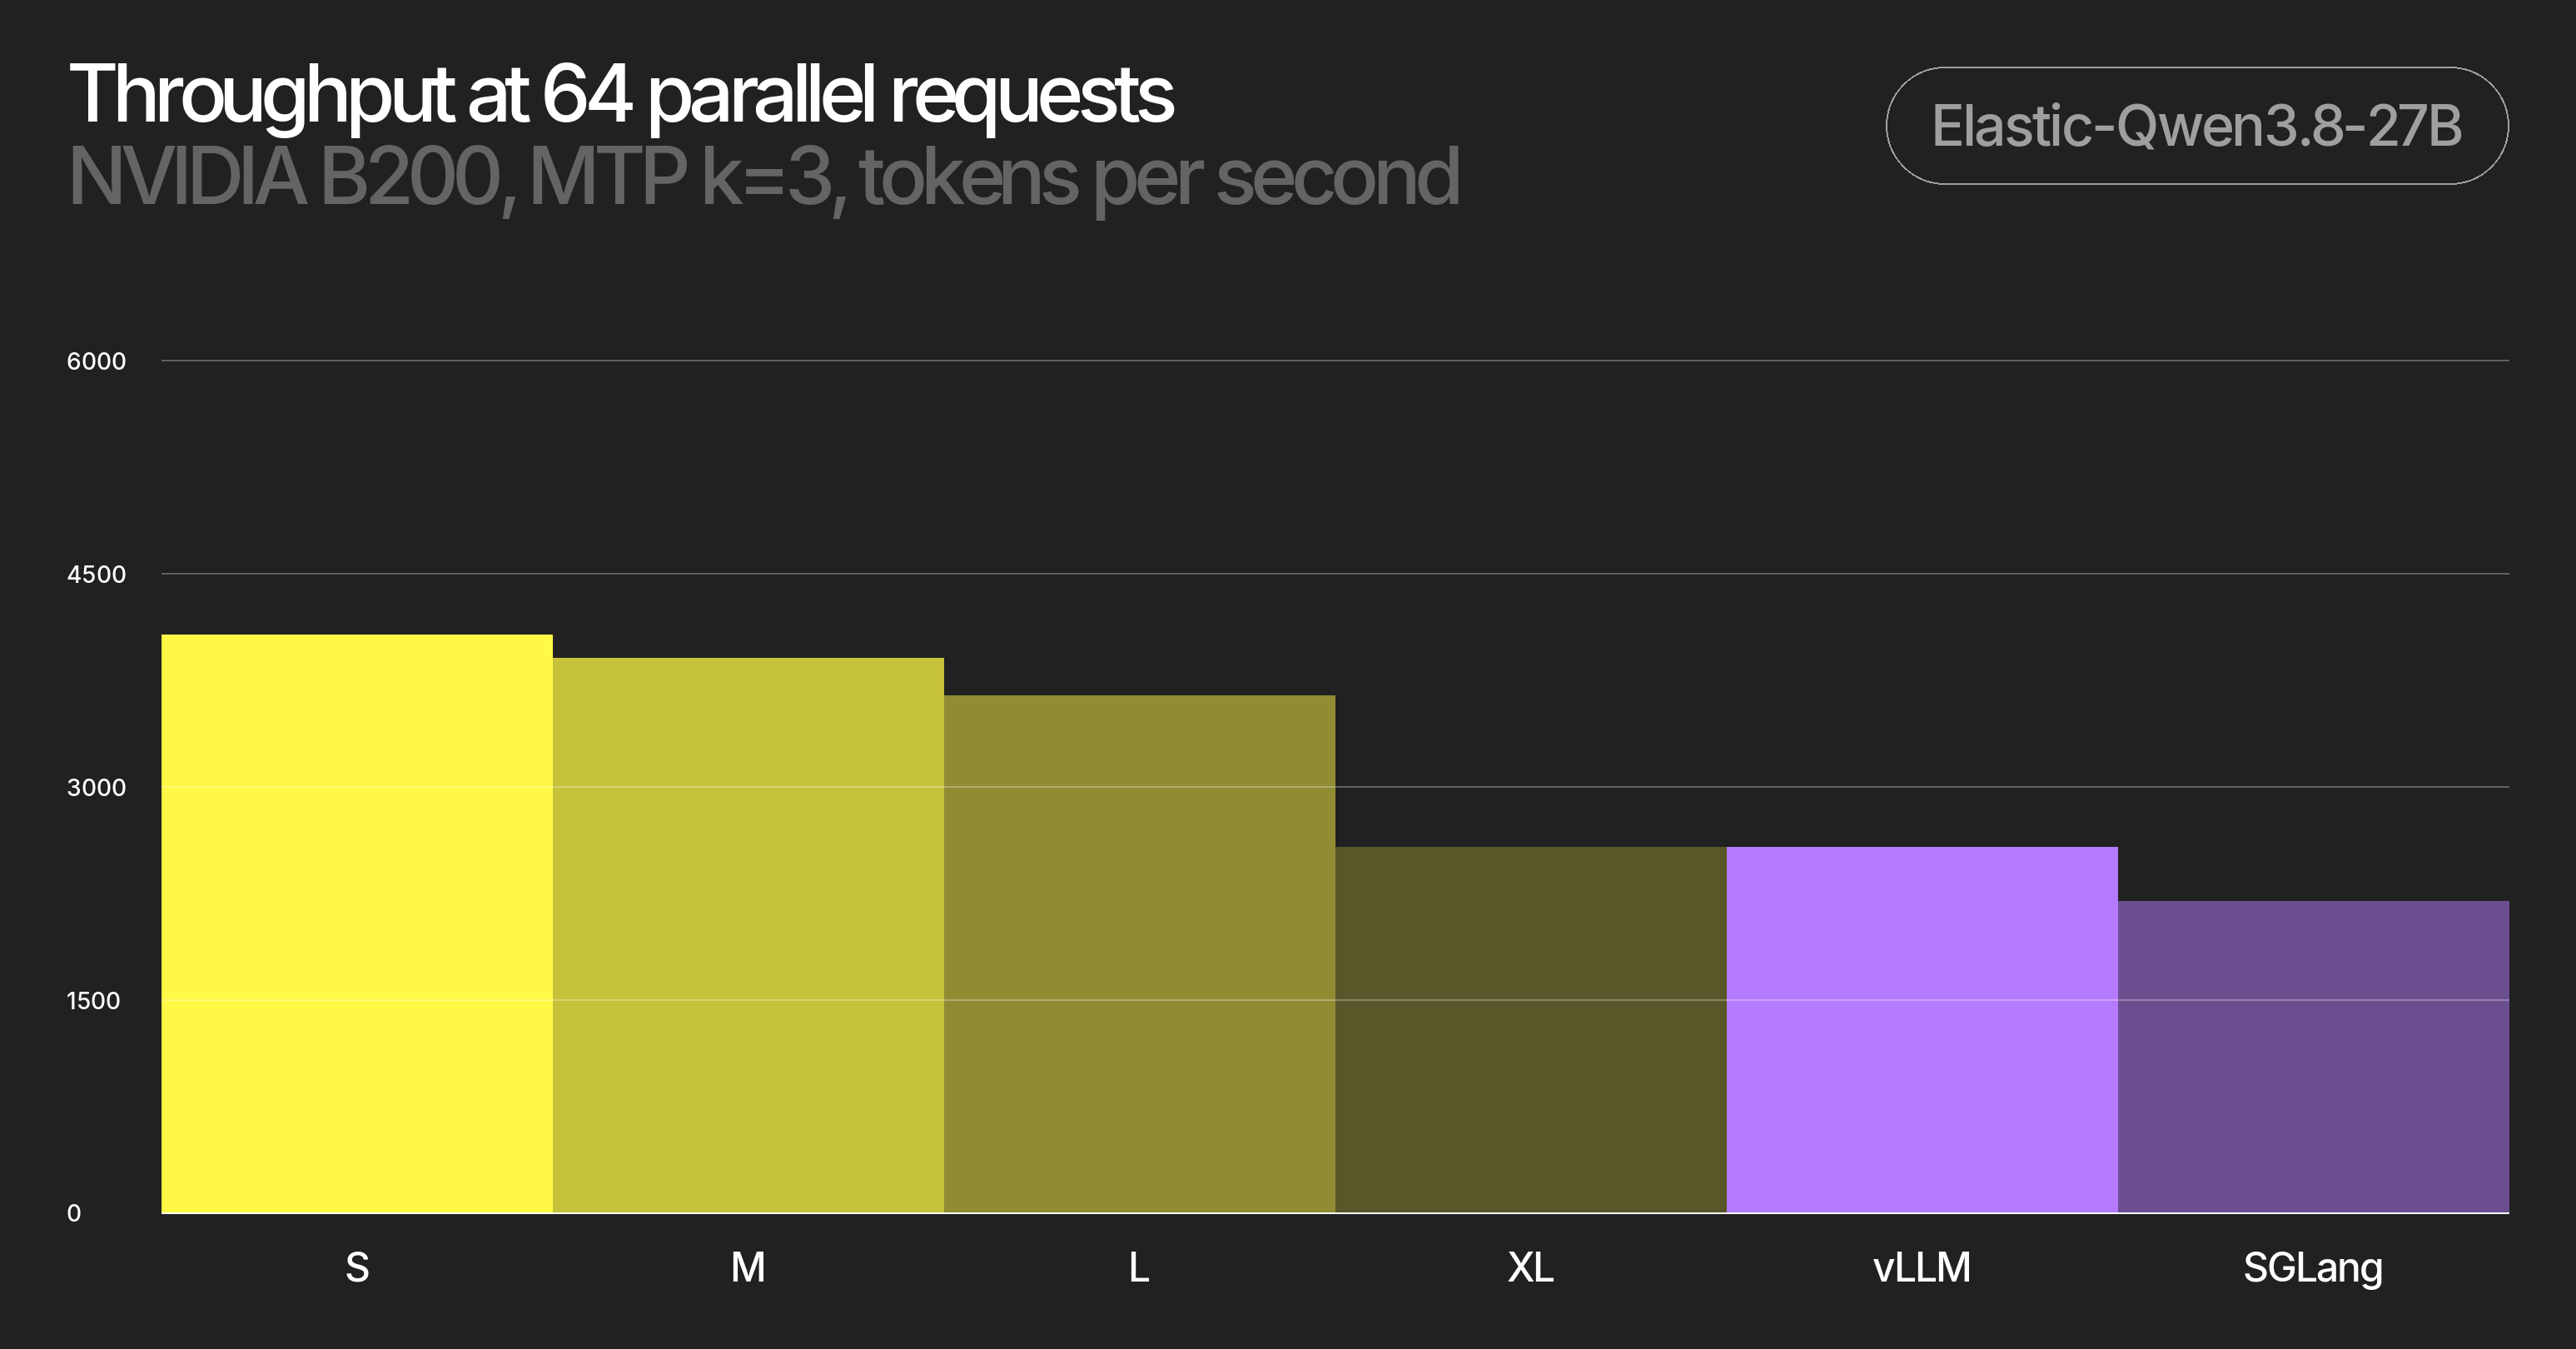 Throughput at 64 parallel requests
NVIDIA B200, MTP k=3, tokens per second
Elastic-Qwen3.8-27B
6000
4500
3000
1500
0
S
M
L
XL
vLLM
SGLang